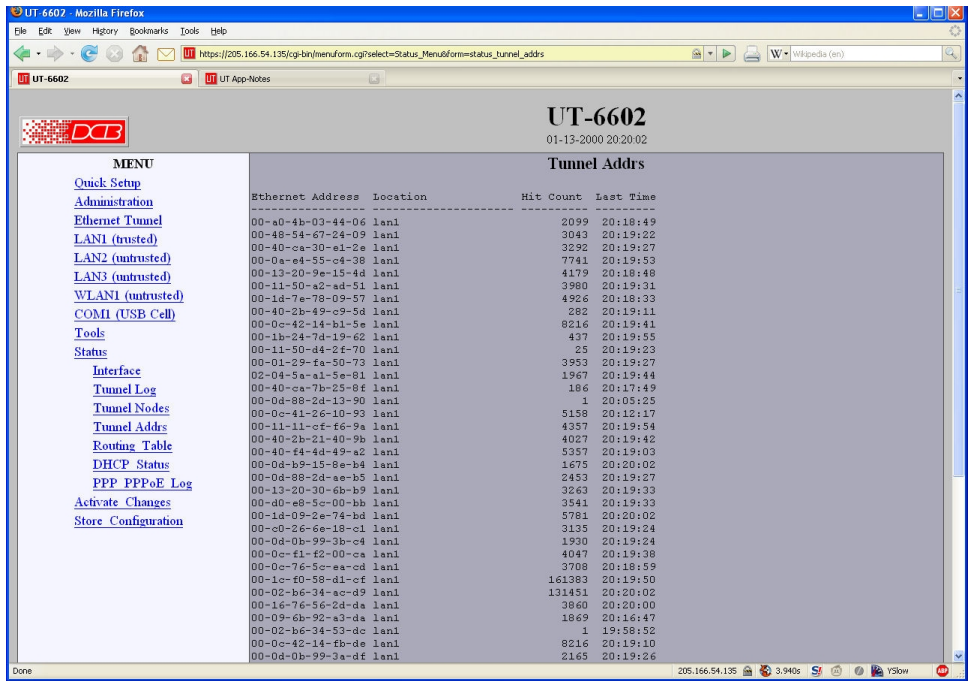 UT-6602 - Mozilla Firefox
File Edit View History Bookmarks Tools Help
https://205.166.54.135/cgi-bin/menuform.cgi?select=Status_Menu&form=status_tunnel_addrs
W Wikipedia (en)
UT UT-6602 UT UT App-Notes
DCB
UT-6602
01-13-2000 20:20:02
MENU
Quick Setup
Administration
Ethernet Tunnel
LAN1 (trusted)
LAN2 (untrusted)
LAN3 (untrusted)
WLAN1 (untrusted)
COM1 (USB Cell)
Tools
Status
Interface
Tunnel Log
Tunnel Nodes
Tunnel Addrs
Routing Table
DHCP Status
PPP PPPoE Log
Activate Changes
Store Configuration
Tunnel Addrs
Ethernet Address Location Hit Count Last Time
----------------- -------------------- --------- ---------
00-a0-4b-03-44-06 lan1 2099 20:18:49
00-48-54-67-24-09 lan1 3043 20:19:22
00-40-ca-30-e1-2e lan1 3292 20:19:27
00-0a-e4-55-c4-38 lan1 7741 20:19:53
00-13-20-9e-15-4d lan1 4179 20:18:48
00-11-50-a2-ad-51 lan1 3980 20:19:31
00-1d-7e-78-09-57 lan1 4926 20:18:33
00-40-2b-49-c9-5d lan1 282 20:19:11
00-0c-42-14-b1-5e lan1 8216 20:19:41
00-1b-24-7d-19-62 lan1 437 20:19:55
00-11-50-d4-2f-70 lan1 25 20:19:23
00-01-29-fa-50-73 lan1 3953 20:19:27
02-04-5a-a1-5e-81 lan1 1967 20:19:44
00-40-ca-7b-25-8f lan1 186 20:17:49
00-0d-88-2d-13-90 lan1 1 20:05:25
00-0c-41-26-10-93 lan1 5158 20:12:17
00-11-11-cf-f6-9a lan1 4357 20:19:54
00-40-2b-21-40-9b lan1 4027 20:19:42
00-40-f4-4d-49-a2 lan1 5357 20:19:03
00-0d-b9-15-8e-b4 lan1 1675 20:20:02
00-0d-88-2d-ae-b5 lan1 2453 20:19:27
00-13-20-30-6b-b9 lan1 3263 20:19:33
00-d0-e8-5c-00-bb lan1 3541 20:19:33
00-1d-09-2e-74-bd lan1 5781 20:20:02
00-c0-26-6e-18-c1 lan1 3135 20:19:24
00-0d-0b-99-3b-c4 lan1 1930 20:19:24
00-0c-f1-f2-00-ca lan1 4047 20:19:38
00-0c-76-5c-ea-cd lan1 3708 20:18:59
00-1c-f0-58-d1-cf lan1 161383 20:19:50
00-02-b6-34-ac-d9 lan1 131451 20:20:02
00-16-76-56-2d-da lan1 3860 20:20:00
00-09-6b-92-a3-da lan1 1869 20:16:47
00-02-b6-34-53-dc lan1 1 19:58:52
00-0c-42-14-fb-de lan1 8216 20:19:10
00-0d-0b-99-3a-df lan1 2165 20:19:26
Done 205.166.54.135 3.940s S! YSlow ABP